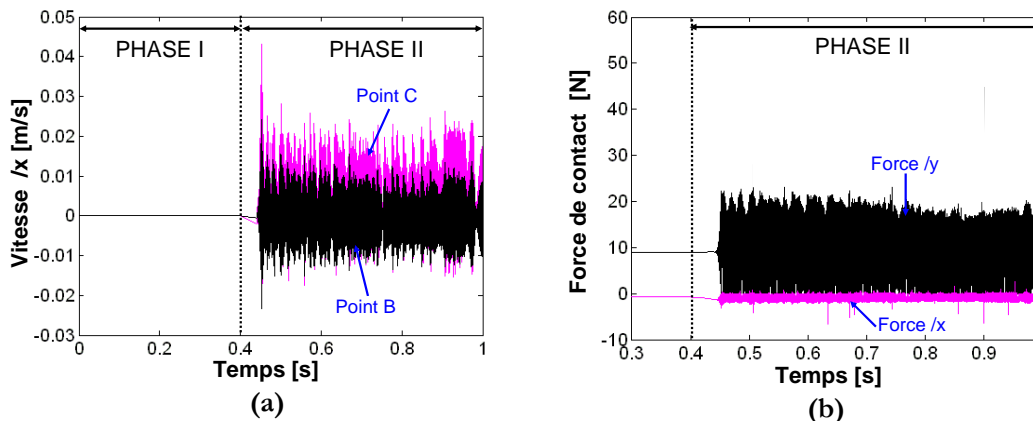 Vitesse /x [m/s]
0.05
0.04
0.03
0.02
0.01
0
-0.01
-0.02
-0.03
PHASE I
PHASE II
Point C
Point B
0
0.2
0.4
0.6
0.8
1
Temps [s]
(a)
Force de contact [N]
60
50
40
30
20
10
0
-10
PHASE II
Force /y
Force /x
0.3
0.4
0.5
0.6
0.7
0.8
0.9
Temps [s]
(b)